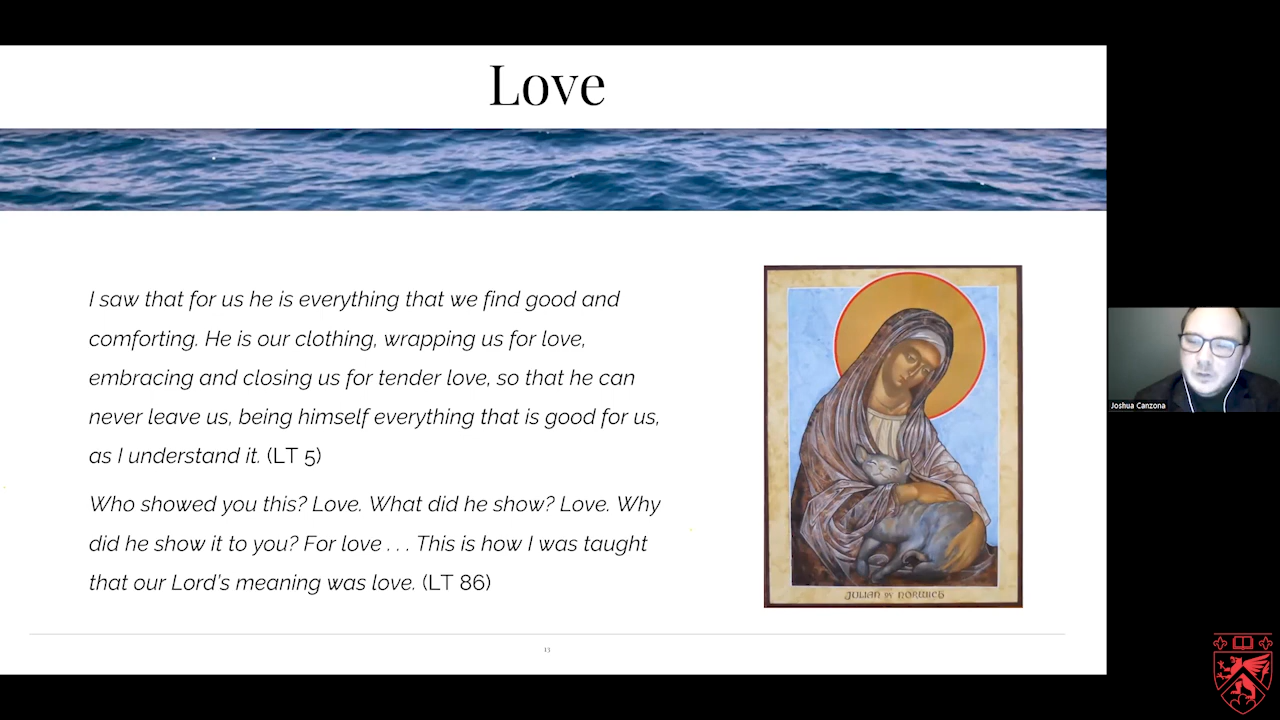 Love
I saw that for us he is everything that we find good and
comforting. He is our clothing, wrapping us for love,
embracing and closing us for tender love, so that he can
never leave us, being himself everything that is good for us,
as I understand it. (LT 5)
Who showed you this? Love. What did he show? Love. Why
did he show it to you? For love . . . This is how I was taught
that our Lord's meaning was love. (LT 86)
JULIAN OF NORWICH
13
Joshua Canzona